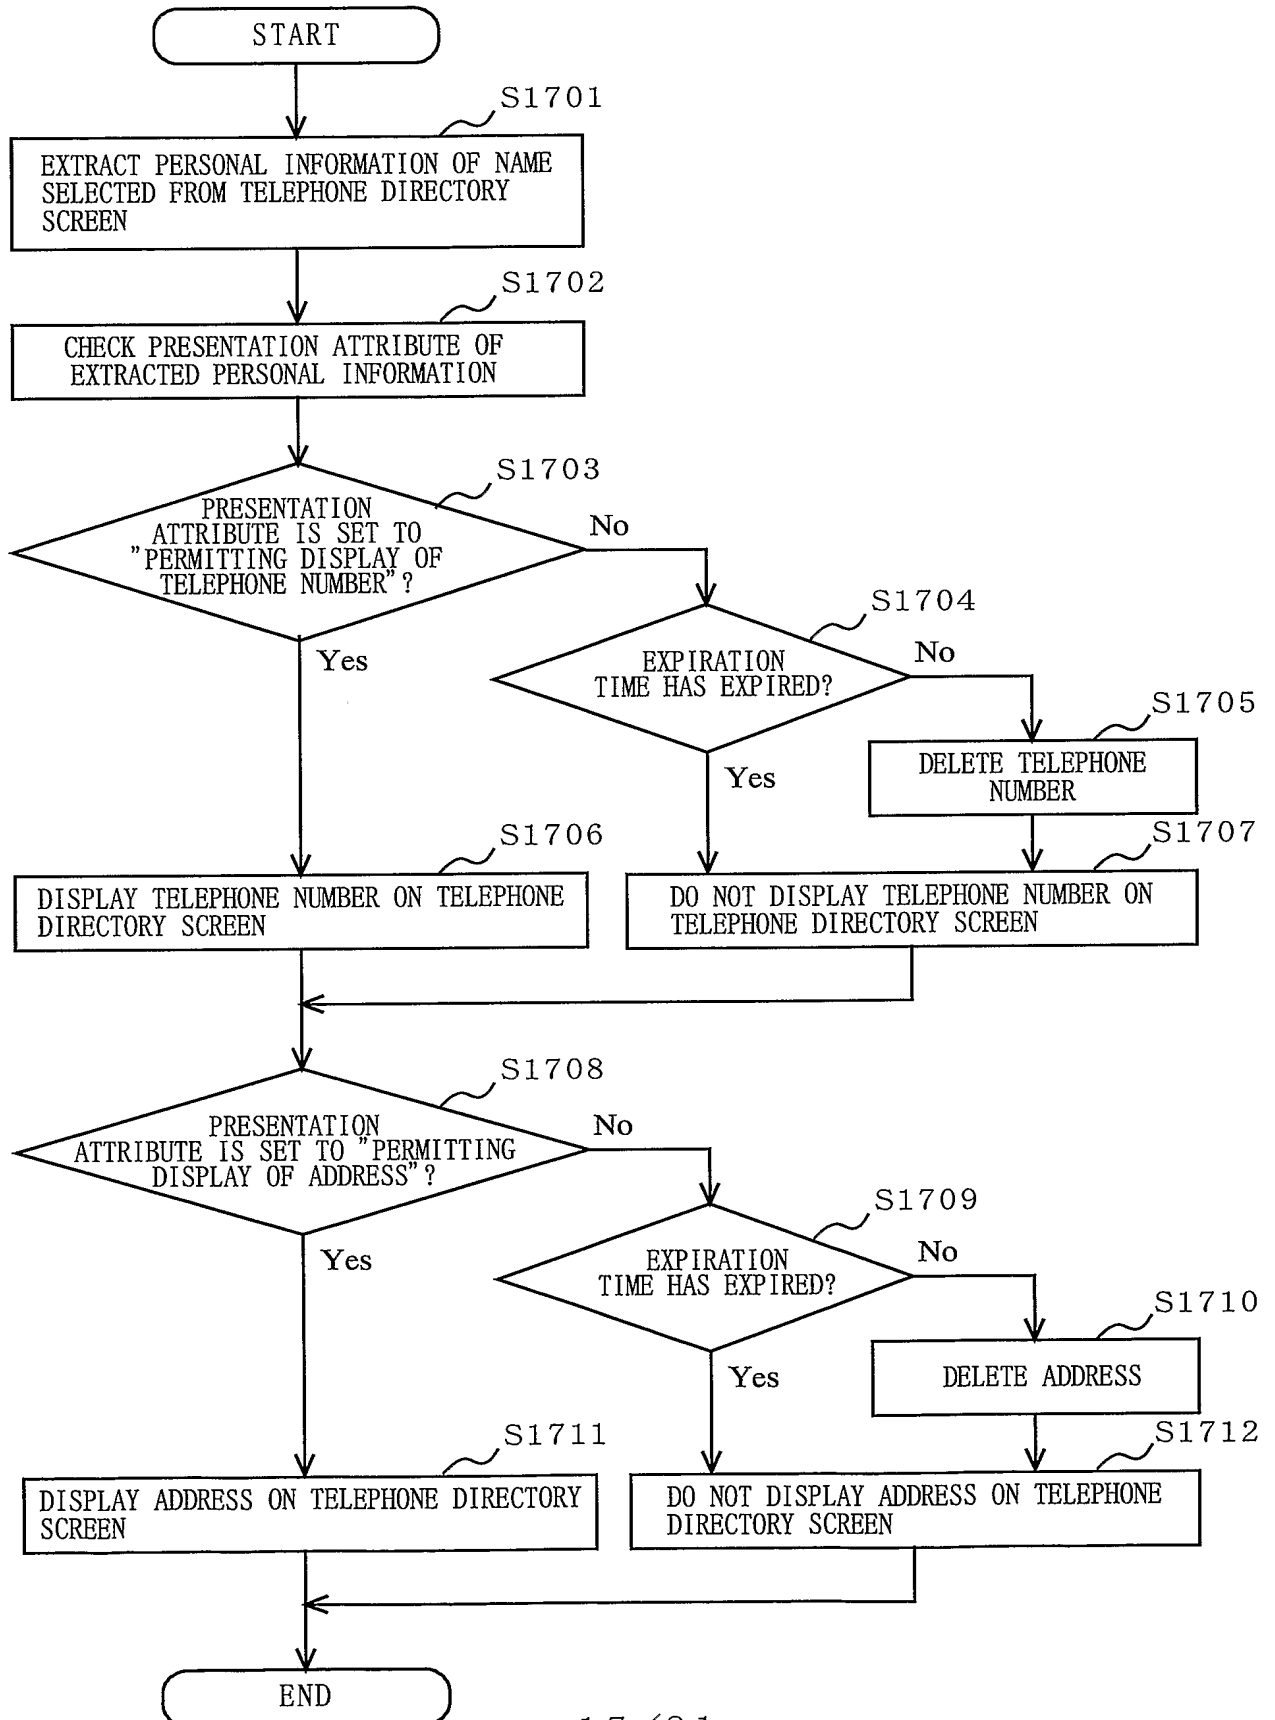 START
S1701
EXTRACT PERSONAL INFORMATION OF NAME
SELECTED FROM TELEPHONE DIRECTORY
SCREEN
S1702
CHECK PRESENTATION ATTRIBUTE OF
EXTRACTED PERSONAL INFORMATION
S1703
PRESENTATION
ATTRIBUTE IS SET TO
"PERMITTING DISPLAY OF
TELEPHONE NUMBER"?
No
Yes
S1704
EXPIRATION
TIME HAS EXPIRED?
No
Yes
S1705
DELETE TELEPHONE
NUMBER
S1706
DISPLAY TELEPHONE NUMBER ON TELEPHONE
DIRECTORY SCREEN
S1707
DO NOT DISPLAY TELEPHONE NUMBER ON
TELEPHONE DIRECTORY SCREEN
S1708
PRESENTATION
ATTRIBUTE IS SET TO "PERMITTING
DISPLAY OF ADDRESS"?
No
Yes
S1709
EXPIRATION
TIME HAS EXPIRED?
No
Yes
S1710
DELETE ADDRESS
S1711
DISPLAY ADDRESS ON TELEPHONE DIRECTORY
SCREEN
S1712
DO NOT DISPLAY ADDRESS ON TELEPHONE
DIRECTORY SCREEN
END